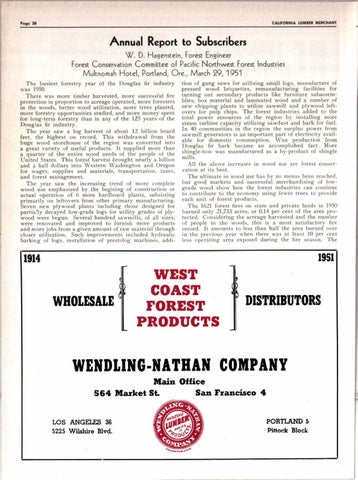 Page 38
CALIFORNIA LUMBER MERCHANT
Annual Report to Subscribers
W. D. Hagenstein, Forest Engineer
Forest Conservation Committee of Pacific Northwest Forest Industries
Multnomah Hotel, Portland, Ore., March 29, 1951
The busiest forestry year of the Douglas fir industry
was 1950.
There was more timber harvested, more successful fire
protection in proportion to acreage operated, more foresters
in the woods, better wood utilization, more trees planted,
more forestry opportunities studied, and more money spent
for long-term forestry than in any of the 125 years of the
Douglas fir industry.
The year saw a log harvest of about 12 billion board
feet, the highest on record. This withdrawal from the
huge wood storehouse of the region was converted into
a great variety of useful products. It supplied more than
a quarter of the entire wood needs of the people of the
United States. This forest harvest brought nearly a billion
and a half dollars into Western Washington and Oregon
for wages, supplies and materials, transportation, taxes,
and forest management.
The year saw the increasing trend of more complete
wood use emphasized by the begining of construction or
actual operation of 6 more hardboard plants, subsisting
primarily on leftovers from other primary manufacturing.
Seven new plywood plants including those designed for
partially decayed low-grade logs for utility grades of ply-
wood were begun. Several hundred sawmills, of all sizes,
were renovated and improved to furnish more products
and more jobs from a given amount of raw material through
closer utilization. Such improvements included hydraulic
barking of logs, installation of prestolog machines, addi-
tion of gang saws for utilizing small logs, manufacture of
pressed wood briquettes, remanufacturing facilities for
turning out secondary products like furniture subassem-
blies, box material and laminated wood and a number of
new chipping plants to utilize sawmill and plywood left-
overs for pulp chips. The forest industries added to the
total power resources of the region by installing more
steam turbine capacity utilizing sawdust and bark for fuel.
In 40 communities in the region the surplus power from
sawmill generators is an important part of electricity avail-
able for domestic consumption. Wax production from
Douglas fir bark became an accomplished fact. More
shingle-tow was manufactured as a by-product of shingle
mills.
All the above increases in wood use are forest conser-
vation at its best.
The ultimate in wood use has by no means been reached,
but good markets and successful merchandising of low-
grade wood show how the forest industries can continue
to contribute to the economy using fewer trees to provide
each unit of forest products.
The 1621 forest fires on state and private lands in 1950
burned only 21,733 acres, or 0.14 per cent of the area pro-
tected. Considering the acreage harvested and the number
of people in the woods, this is a most satisfactory fire
record. It amounts to less than half the area burned over
in the previous year when there was at least 10 per cent
less operating area exposed during the fire season. The
1914
1951
WHOLESALE
WEST
COAST
FOREST
PRODUCTS
DISTRIBUTORS
WENDLING-NATHAN COMPANY
Main Office
564 Market St. San Francisco 4
WENDLING-NATHAN
LUMBER
COMPANY
LOS ANGELES 36
5225 Wilshire Blvd.
PORTLAND 5
Pittock Block